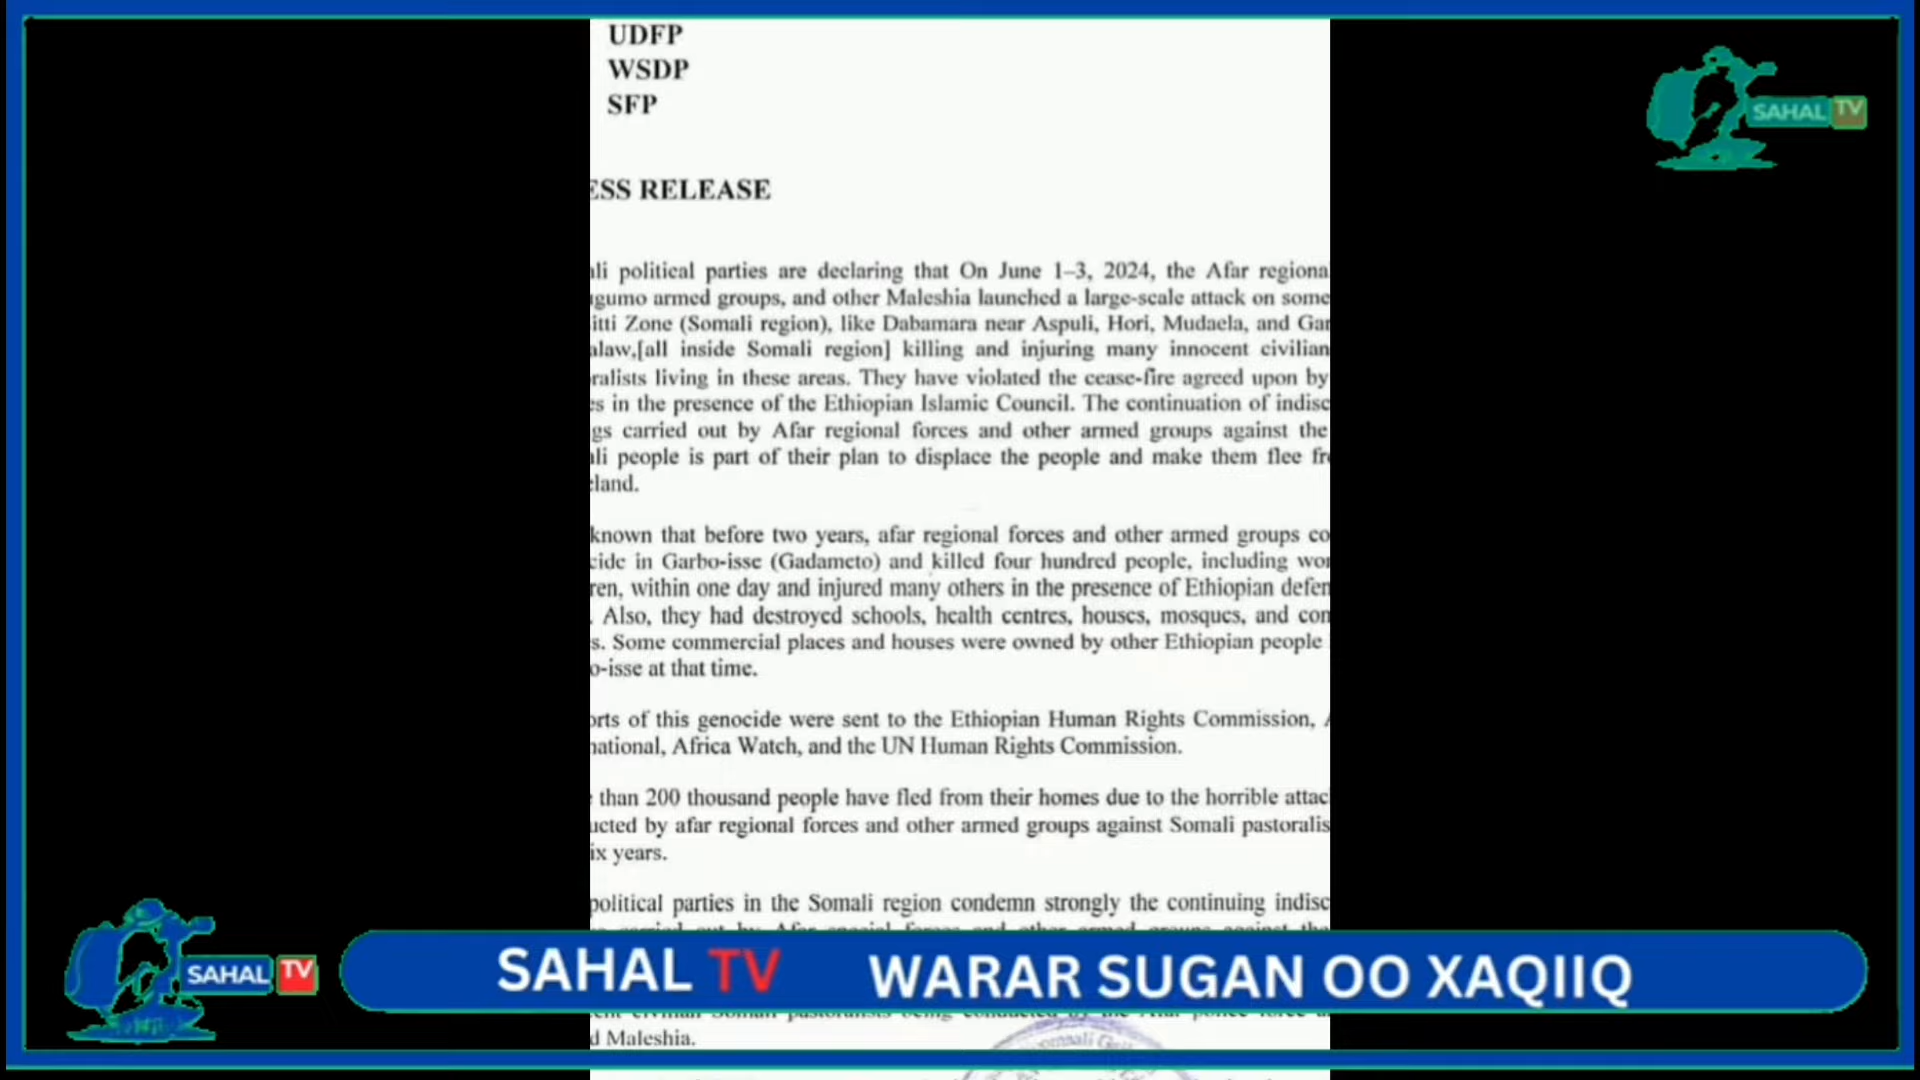 UDFP
WSDP
SFP
ESS RELEASE
SAHAL TV
ali political parties are declaring that On June 1–3, 2024, the Afar regiona
gumo armed groups, and other Maleshia launched a large-scale attack on some
itti Zone (Somali region), like Dabamara near Aspuli, Hori, Mudaela, and Gar
alaw,[all inside Somali region] killing and injuring many innocent civilian
ralists living in these areas. They have violated the cease-fire agreed upon by
es in the presence of the Ethiopian Islamic Council. The continuation of indisc
gs carried out by Afar regional forces and other armed groups against the
ali people is part of their plan to displace the people and make them flee fr
eland.
known that before two years, afar regional forces and other armed groups co
cide in Garbo-isse (Gadameto) and killed four hundred people, including wo
ren, within one day and injured many others in the presence of Ethiopian defen
. Also, they had destroyed schools, health centres, houses, mosques, and con
s. Some commercial places and houses were owned by other Ethiopian people
o-isse at that time.
orts of this genocide were sent to the Ethiopian Human Rights Commission,
national, Africa Watch, and the UN Human Rights Commission.
than 200 thousand people have fled from their homes due to the horrible attac
ucted by afar regional forces and other armed groups against Somali pastoralis
ix years.
political parties in the Somali region condemn strongly the continuing indisc
SAHAL TV
SAHAL TV WARAR SUGAN OO XAQIIQ
d Maleshia.